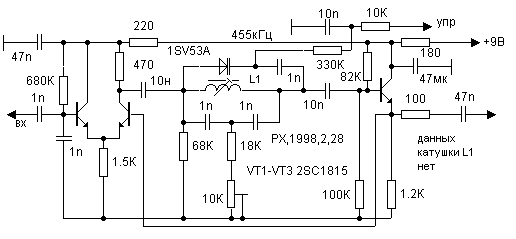 10n
10K
упр
220
455кГц
+9В
47n
1SV53A
180
470
330K
680K
L1
1n
82K
47мк
10н
1n
10n
100
47n
вх
1n
1n
PX,1998,2,28
данных
катушки L1
нет
1n
1.5K
68K
18K
VT1-VT3 2SC1815
10K
100K
1.2K